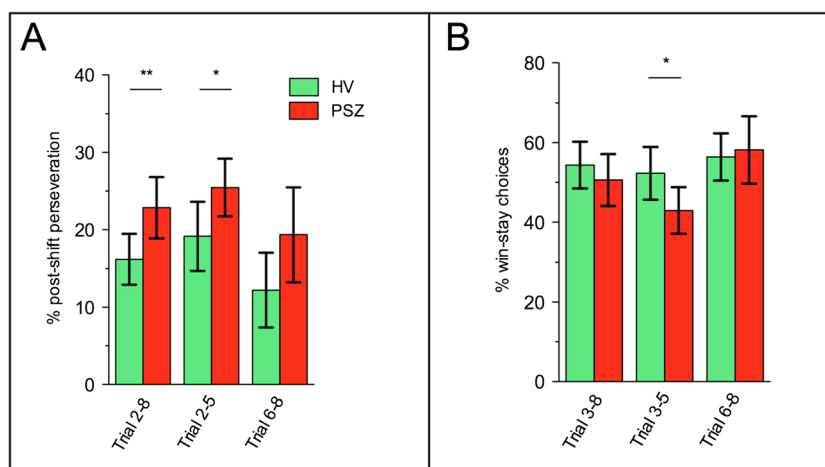 A
% post-shift perseveration
40
30
20
10
0
** *
HV
PSZ
Trial 2-8
Trial 2-5
Trial 6-8
B
% win-stay choices
80
60
40
20
0
*
Trial 3-8
Trial 3-5
Trial 6-8